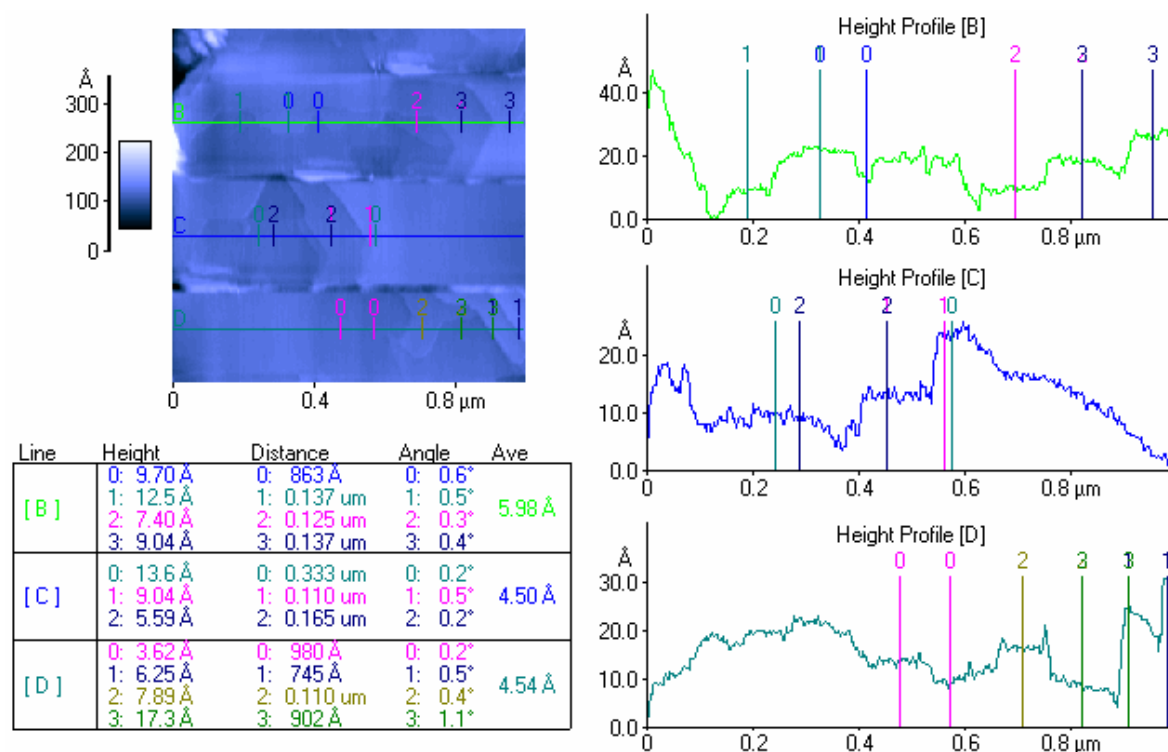 Å
300
200
100
0
B 1 0 0 2 3 3
C 0 2 2 1 0
D 0 0 2 3 3 1
0 0.4 0.8 µm
Line Height Distance Angle Ave
[ B ] 5.98 Å
0: 9.70 Å 0: 863 Å 0: 0.6°
1: 12.5 Å 1: 0.137 um 1: 0.5°
2: 7.40 Å 2: 0.125 um 2: 0.3°
3: 9.04 Å 3: 0.137 um 3: 0.4°
[ C ] 4.50 Å
0: 13.6 Å 0: 0.333 um 0: 0.2°
1: 9.04 Å 1: 0.110 um 1: 0.5°
2: 5.59 Å 2: 0.165 um 2: 0.2°
[ D ] 4.54 Å
0: 3.62 Å 0: 980 Å 0: 0.2°
1: 6.25 Å 1: 745 Å 1: 0.5°
2: 7.89 Å 2: 0.110 um 2: 0.4°
3: 17.3 Å 3: 902 Å 3: 1.1°
Height Profile [B]
1 0 0 2 3 3
Å
40.0
20.0
0.0
0 0.2 0.4 0.6 0.8 µm
Height Profile [C]
0 2 2 1 0
Å
20.0
10.0
0.0
0 0.2 0.4 0.6 0.8 µm
Height Profile [D]
0 0 2 3 3 1
Å
30.0
20.0
10.0
0.0
0 0.2 0.4 0.6 0.8 µm